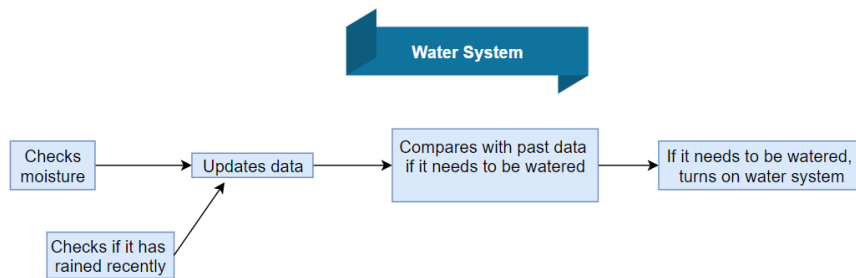 Water System
Checks
moisture
Updates data
Compares with past data
if it needs to be watered
If it needs to be watered,
turns on water system
Checks if it has
rained recently